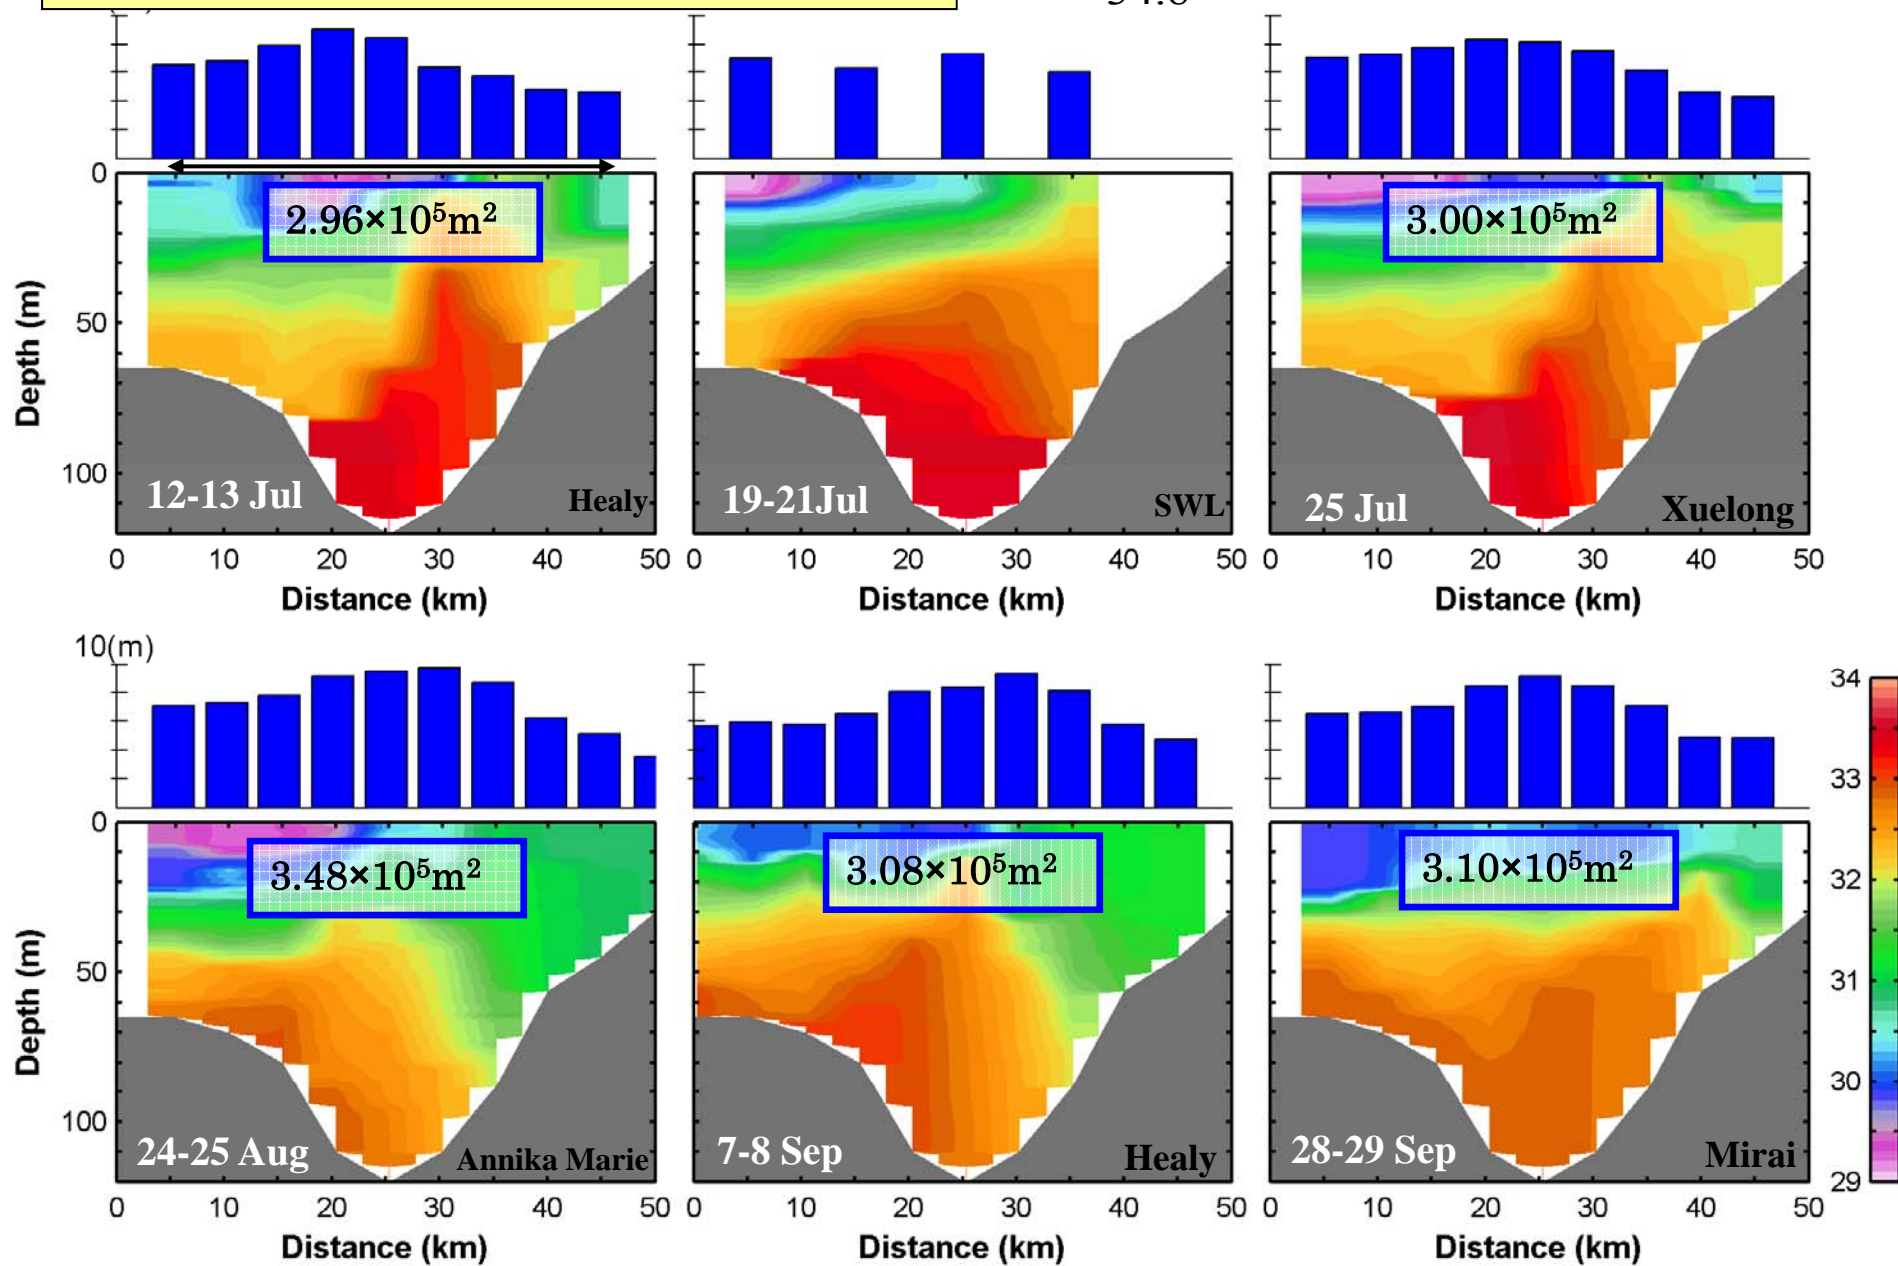 2.96×10⁵m²
3.00×10⁵m²
0
50
100
Depth (m)
12-13 Jul
Healy
19-21Jul
SWL
25 Jul
Xuelong
0 10 20 30 40 50
0 10 20 30 40 50
0 10 20 30 40 50
Distance (km)
Distance (km)
Distance (km)
10(m)
3.48×10⁵m²
3.08×10⁵m²
3.10×10⁵m²
0
50
100
Depth (m)
24-25 Aug
Annika Marie
7-8 Sep
Healy
28-29 Sep
Mirai
0 10 20 30 40 50
0 10 20 30 40 50
0 10 20 30 40 50
Distance (km)
Distance (km)
Distance (km)
34
33
32
31
30
29